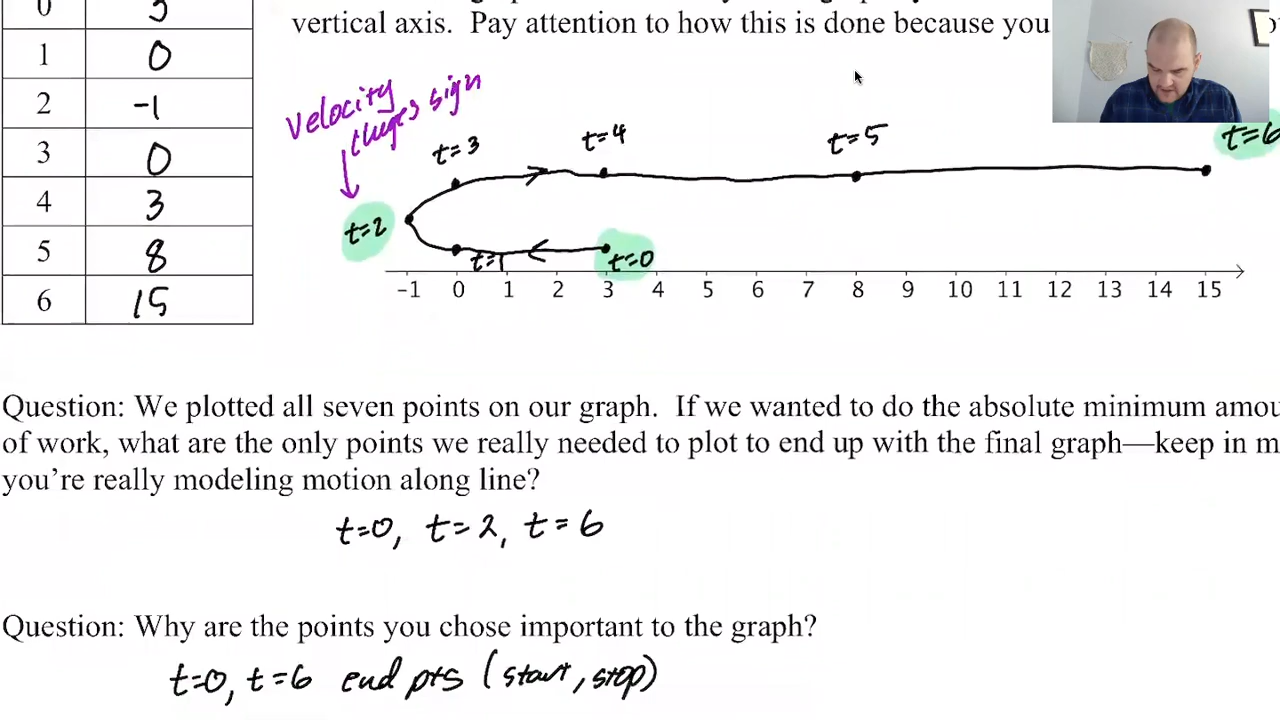 0 3
vertical axis. Pay attention to how this is done because you
1 0
2 -1
3 0
4 3
5 8
6 15
velocity
changes sign
t=3
t=4
t=5
t=6
t=2
t=1
t=0
-1 0 1 2 3 4 5 6 7 8 9 10 11 12 13 14 15
Question: We plotted all seven points on our graph. If we wanted to do the absolute minimum amou
of work, what are the only points we really needed to plot to end up with the final graph—keep in m
you’re really modeling motion along line?
t=0, t=2, t=6
Question: Why are the points you chose important to the graph?
t=0, t=6 end pts (start, stop)